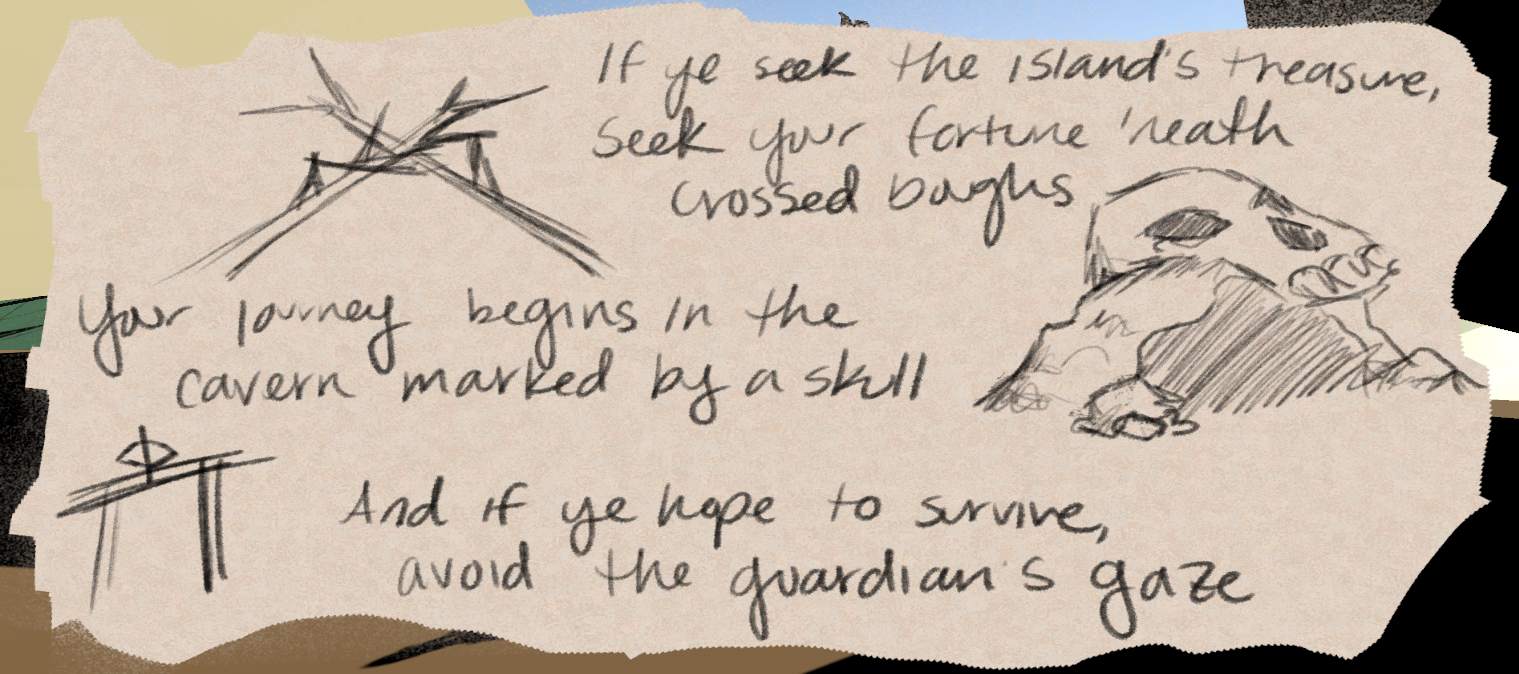 If ye seek the island's treasure,
seek your fortune 'neath
crossed boughs
Your journey begins in the
cavern marked by a skull
And if ye hope to survive,
avoid the guardian's gaze